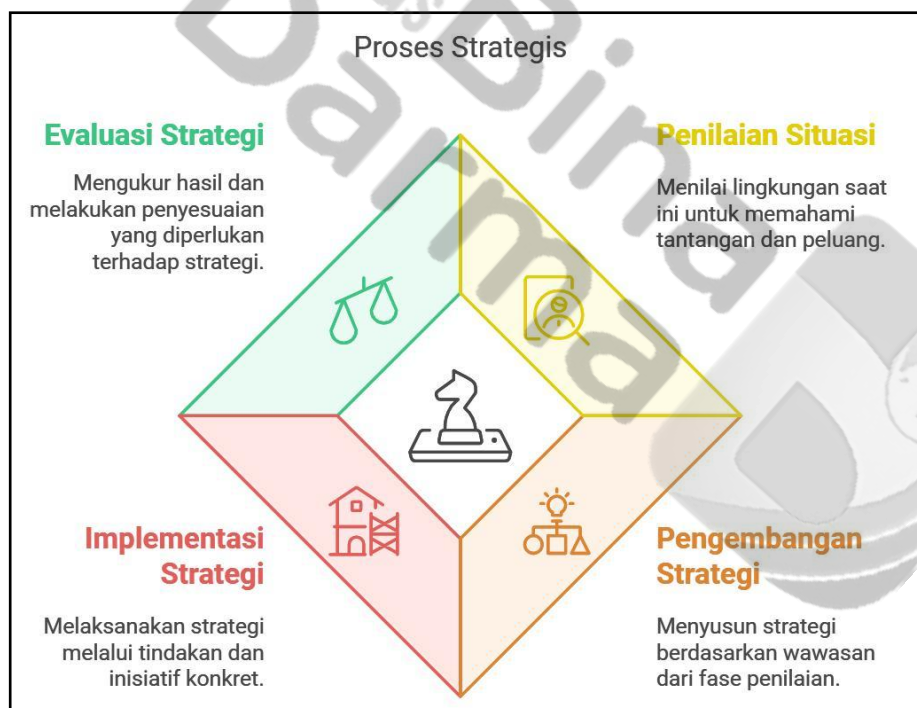 Proses Strategis
Evaluasi Strategi
Mengukur hasil dan
melakukan penyesuaian
yang diperlukan
terhadap strategi.
Penilaian Situasi
Menilai lingkungan saat
ini untuk memahami
tantangan dan peluang.
Implementasi
Strategi
Melaksanakan strategi
melalui tindakan dan
inisiatif konkret.
Pengembangan
Strategi
Menyusun strategi
berdasarkan wawasan
dari fase penilaian.
Bina
Darma